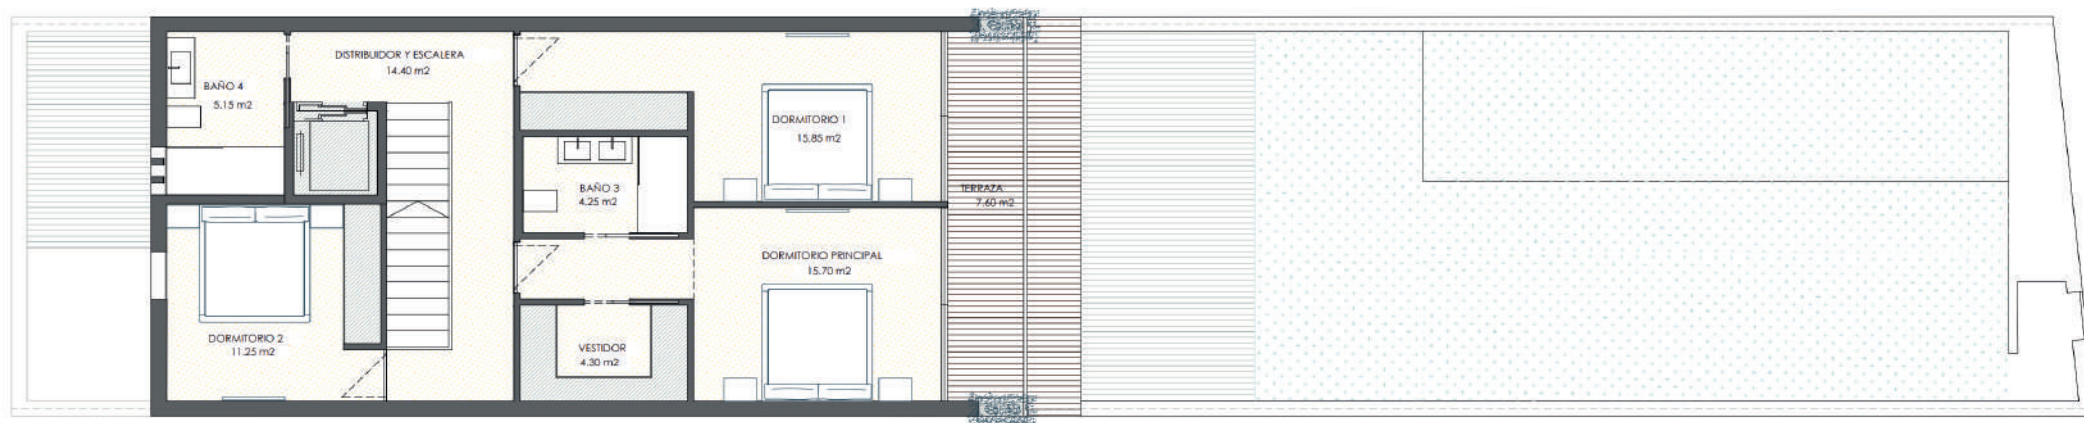 DISTRIBUIDOR Y ESCALERA
14.40 m2
BAÑO 4
5.15 m2
DORMITORIO 1
15.85 m2
BAÑO 3
4.25 m2
TERRAZA
7.60 m2
DORMITORIO PRINCIPAL
15.70 m2
DORMITORIO 2
11.25 m2
VESTIDOR
4.30 m2